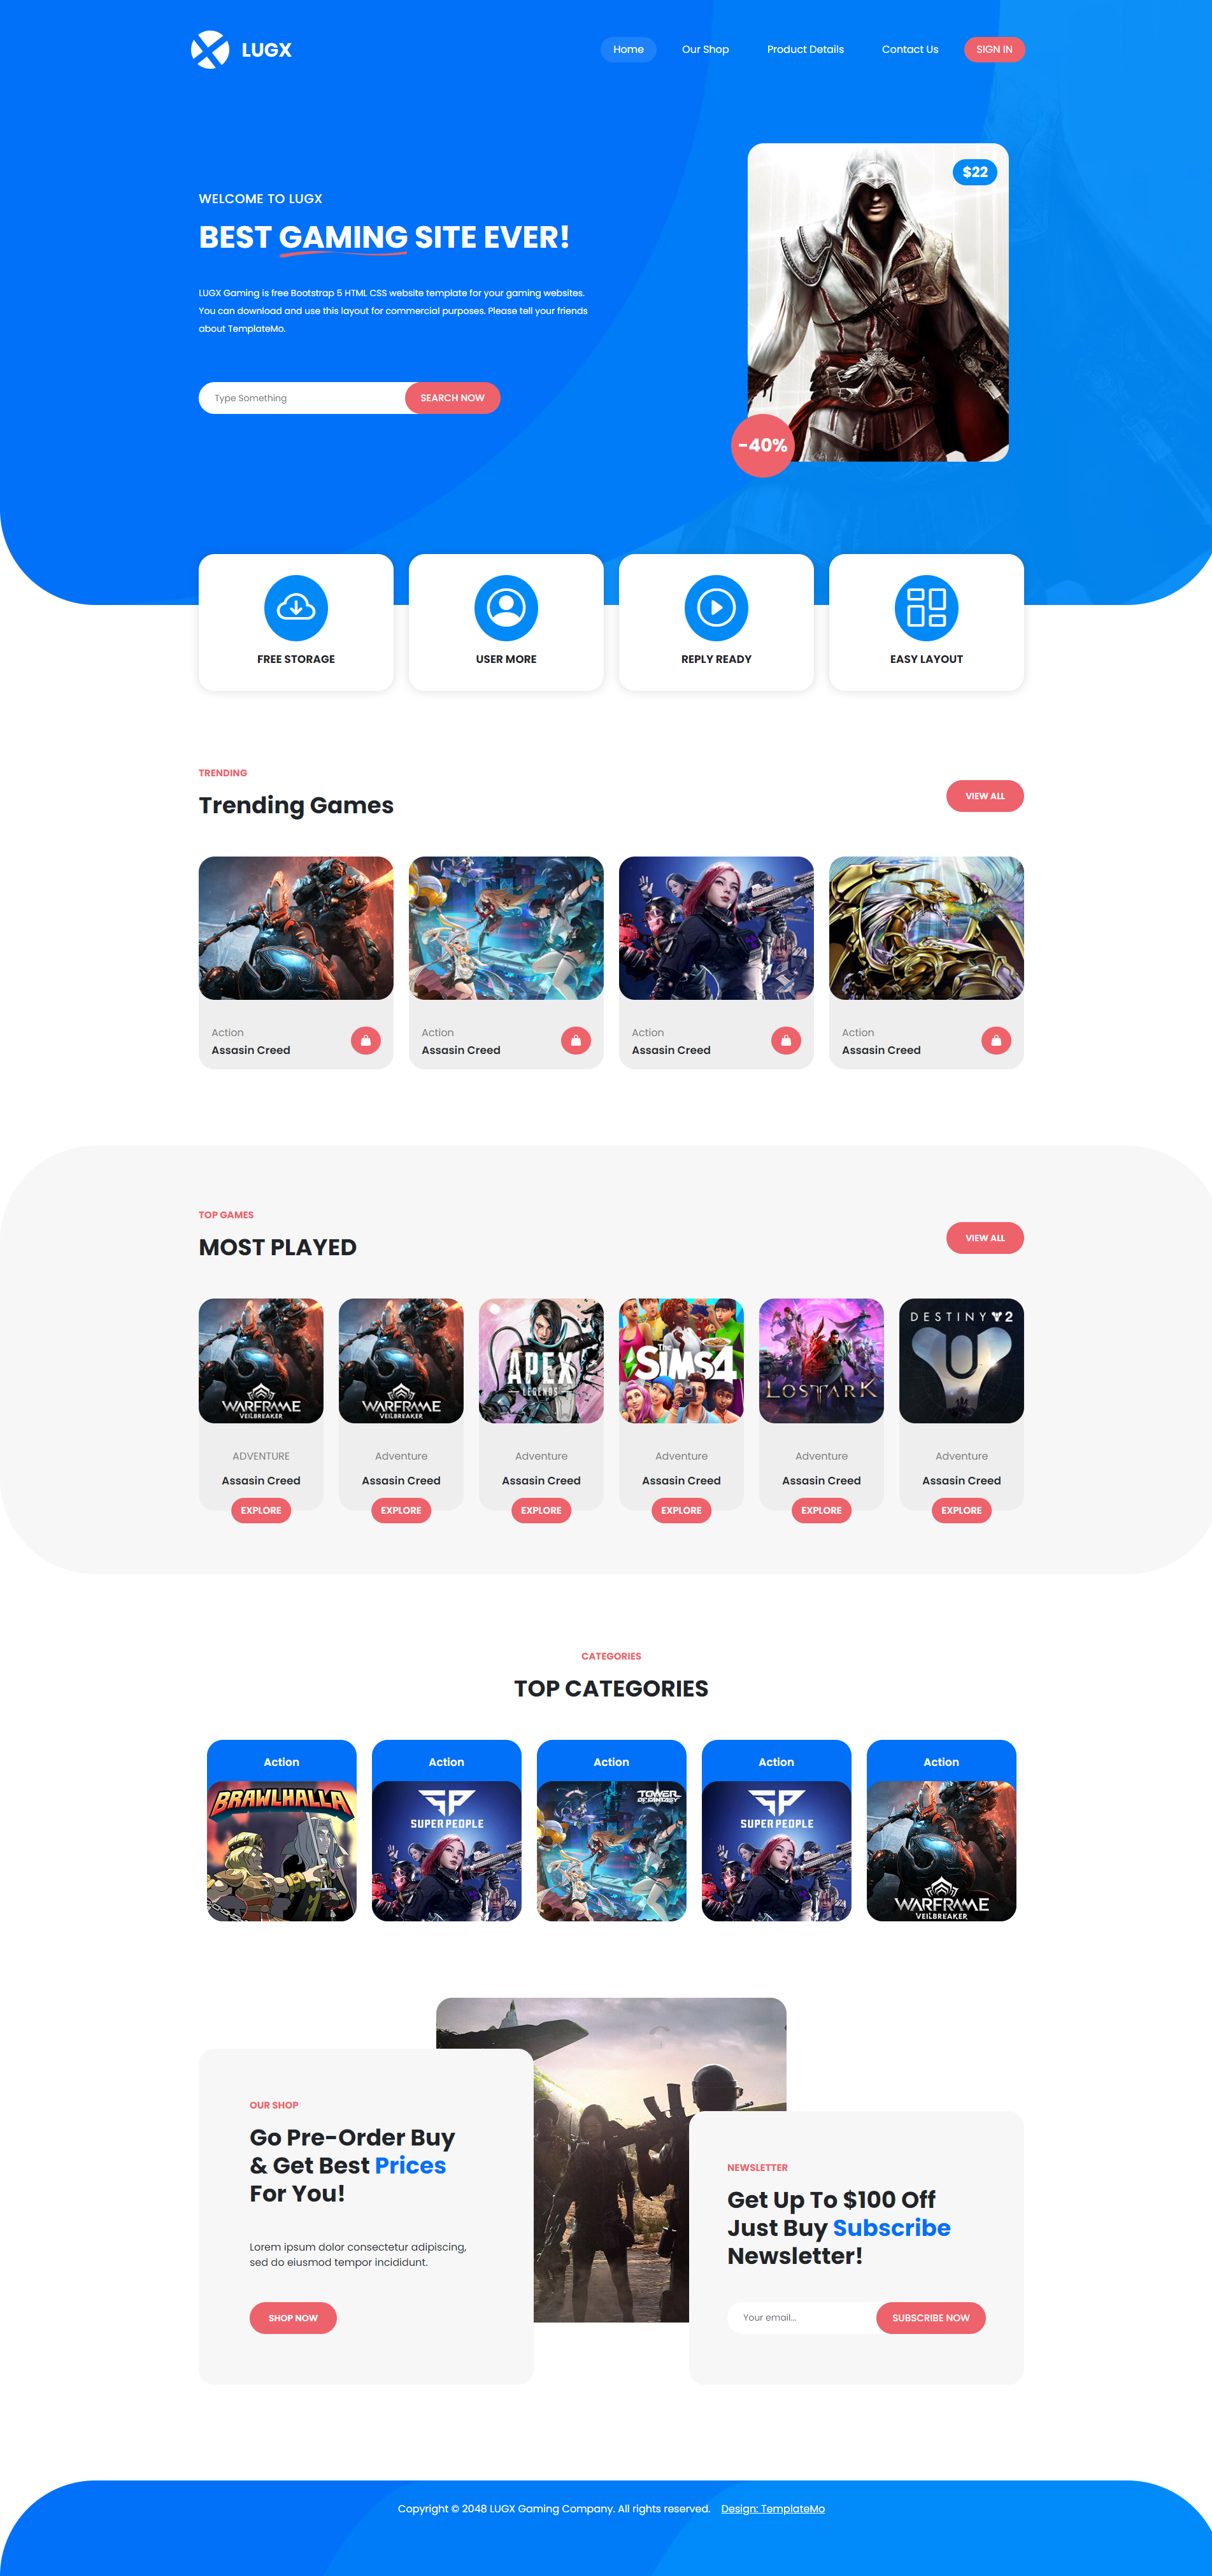 LUGX
Home
Our Shop
Product Details
Contact Us
SIGN IN
WELCOME TO LUGX
BEST GAMING SITE EVER!
LUGX Gaming is free Bootstrap 5 HTML CSS website template for your gaming websites.
You can download and use this layout for commercial purposes. Please tell your friends
about TemplateMo.
Type Something
SEARCH NOW
$22
-40%
FREE STORAGE
USER MORE
REPLY READY
EASY LAYOUT
TRENDING
Trending Games
VIEW ALL
Action
Assasin Creed
Action
Assasin Creed
Action
Assasin Creed
Action
Assasin Creed
TOP GAMES
MOST PLAYED
VIEW ALL
WARFRAME
VEILBREAKER
WARFRAME
VEILBREAKER
APEX
LEGENDS
The
SIMS4
LOST ARK
DESTINY 2
ADVENTURE
Assasin Creed
EXPLORE
Adventure
Assasin Creed
EXPLORE
Adventure
Assasin Creed
EXPLORE
Adventure
Assasin Creed
EXPLORE
Adventure
Assasin Creed
EXPLORE
Adventure
Assasin Creed
EXPLORE
CATEGORIES
TOP CATEGORIES
Action
BRAWLHALLA
Action
SP
SUPER PEOPLE
Action
TOWER
OF FANTASY
Action
SP
SUPER PEOPLE
Action
WARFRAME
VEILBREAKER
OUR SHOP
Go Pre-Order Buy
& Get Best Prices
For You!
Lorem ipsum dolor consectetur adipiscing,
sed do eiusmod tempor incididunt.
SHOP NOW
NEWSLETTER
Get Up To $100 Off
Just Buy Subscribe
Newsletter!
Your email...
SUBSCRIBE NOW
Copyright © 2048 LUGX Gaming Company. All rights reserved. Design: TemplateMo